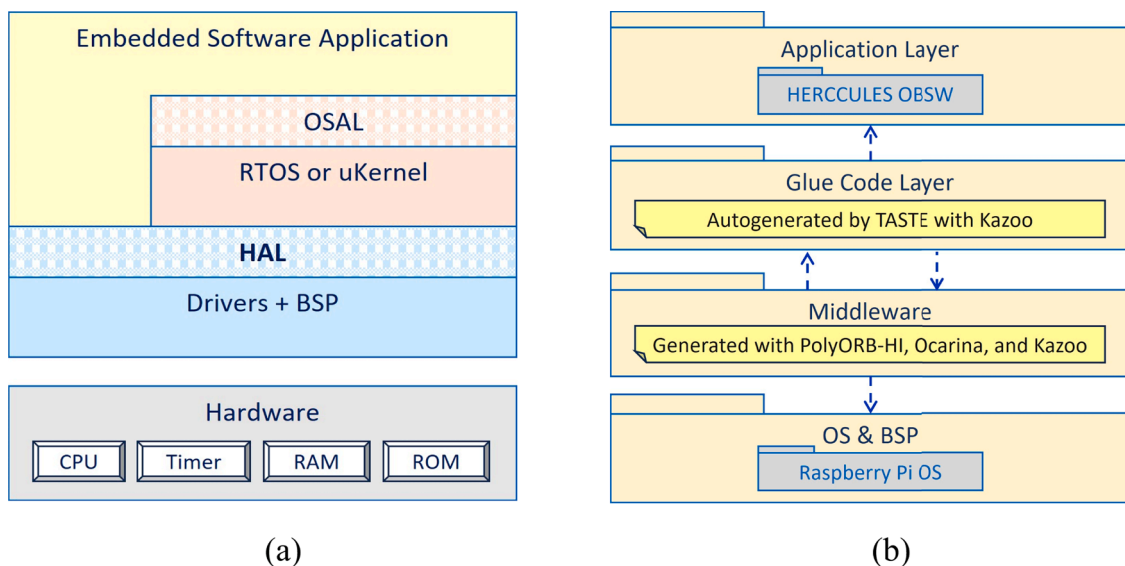 Embedded Software Application
OSAL
RTOS or uKernel
HAL
Drivers + BSP
Hardware
CPU
Timer
RAM
ROM
(a)
Application Layer
HERCCULES OBSW
Glue Code Layer
Autogenerated by TASTE with Kazoo
Middleware
Generated with PolyORB-HI, Ocarina, and Kazoo
OS & BSP
Raspberry Pi OS
(b)